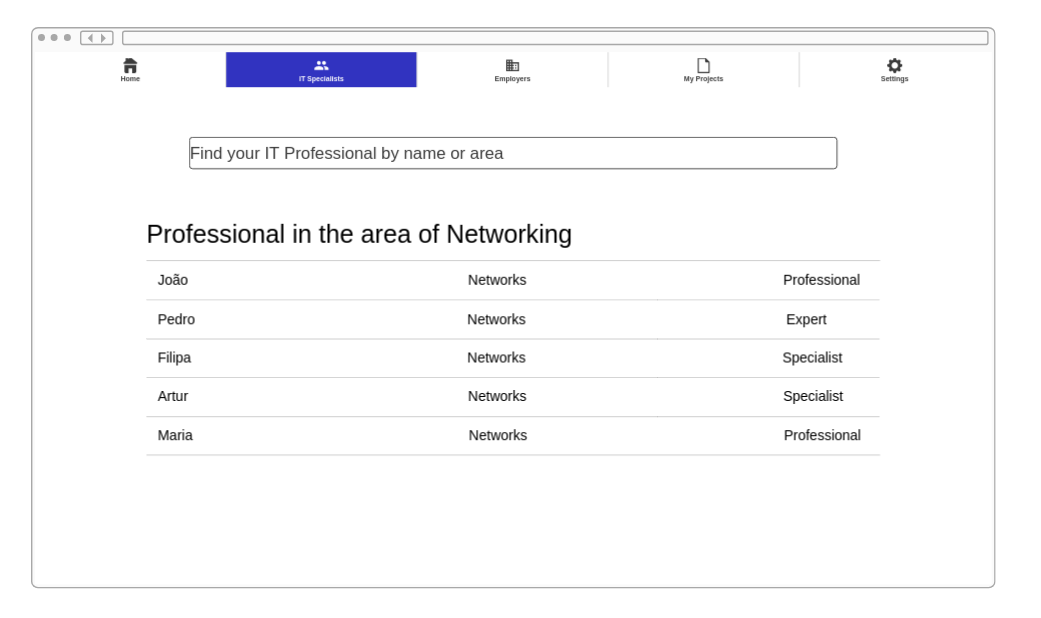 Home IT Specialists Employers My Projects Settings
Find your IT Professional by name or area
Professional in the area of Networking
João Networks Professional
Pedro Networks Expert
Filipa Networks Specialist
Artur Networks Specialist
Maria Networks Professional